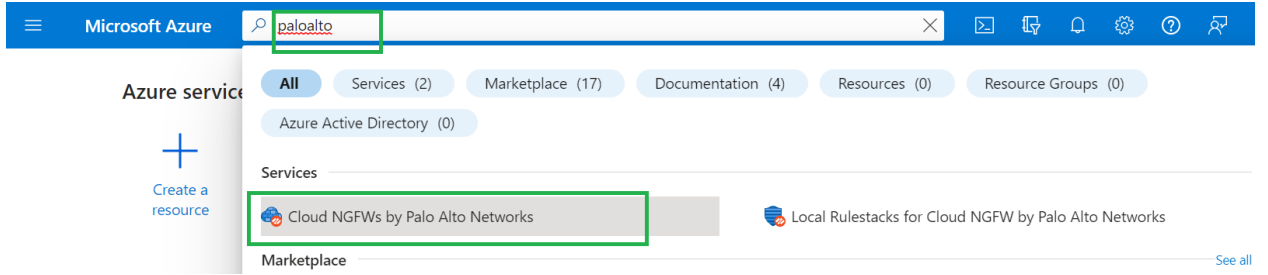 Microsoft Azure
paloalto
Azure service
All
Services (2)
Marketplace (17)
Documentation (4)
Resources (0)
Resource Groups (0)
Azure Active Directory (0)
Create a
resource
Services
Cloud NGFWs by Palo Alto Networks
Local Rulestacks for Cloud NGFW by Palo Alto Networks
Marketplace
See all